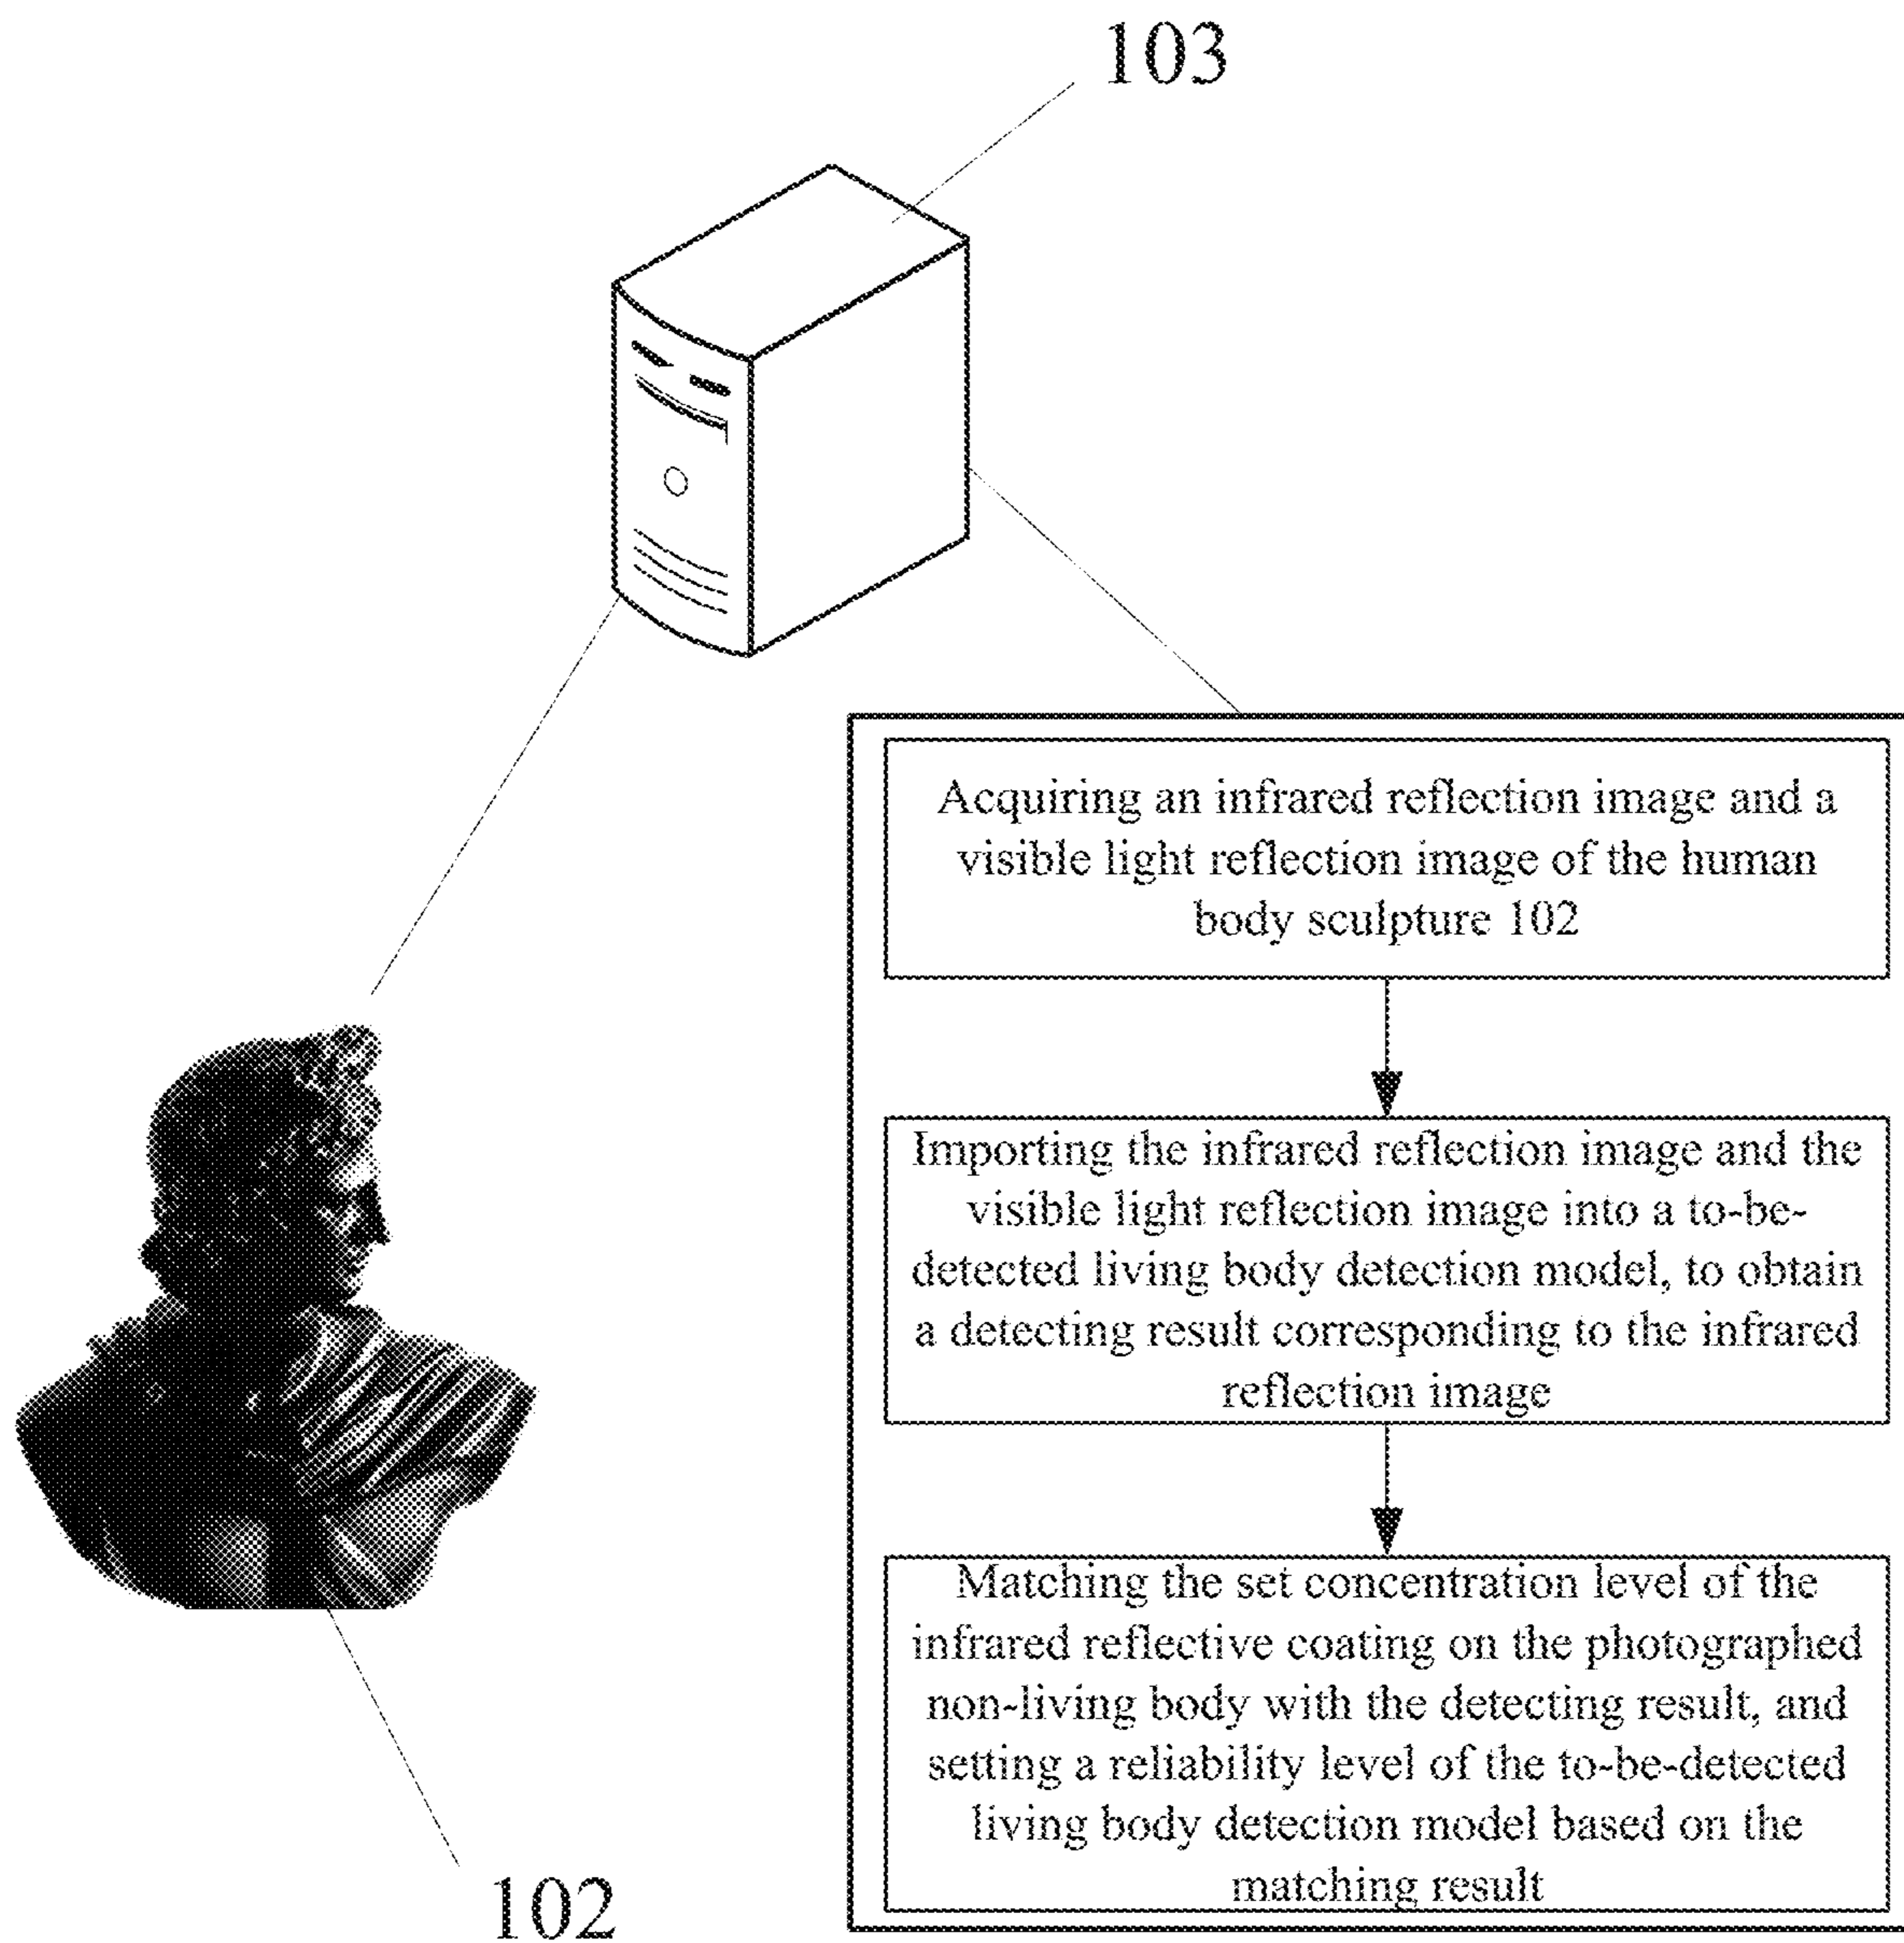 103
Acquiring an infrared reflection image and a
visible light reflection image of the human
body sculpture 102
Importing the infrared reflection image and the
visible light reflection image into a to-be-
detected living body detection model, to obtain
a detecting result corresponding to the infrared
reflection image
Matching the set concentration level of the
infrared reflective coating on the photographed
non-living body with the detecting result, and
setting a reliability level of the to-be-detected
living body detection model based on the
matching result
102